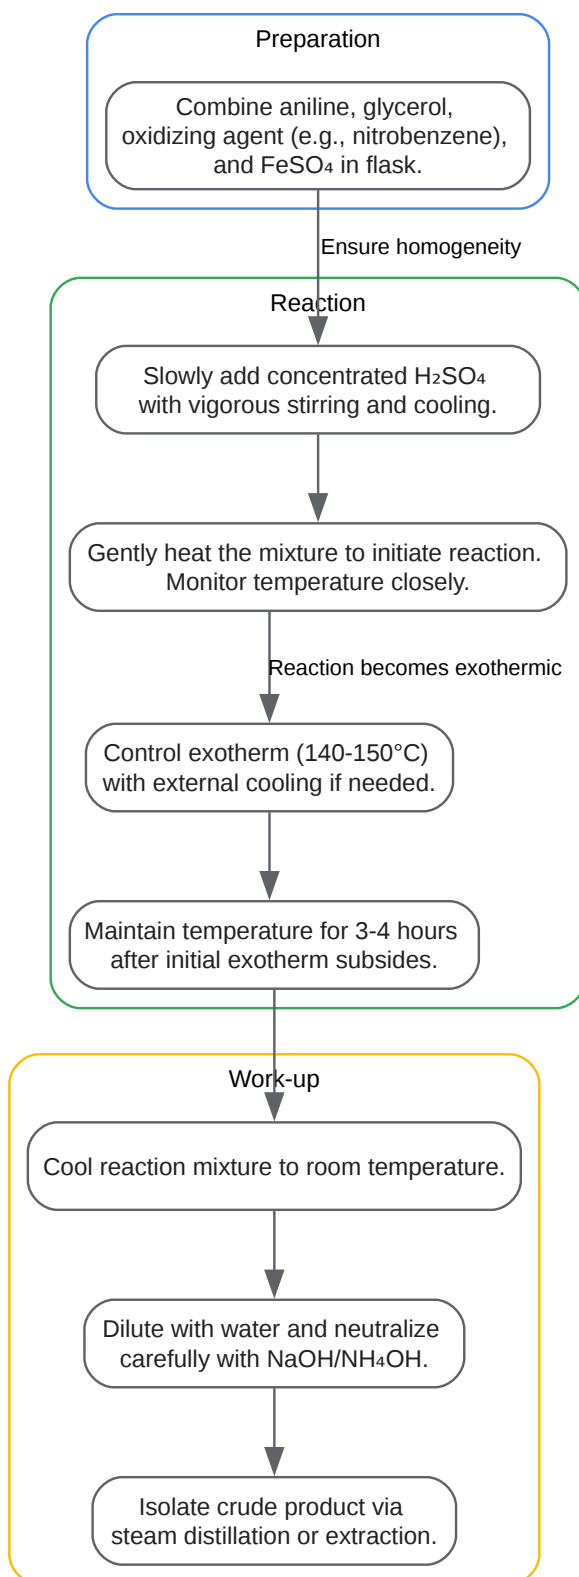 Preparation
Combine aniline, glycerol,
oxidizing agent (e.g., nitrobenzene),
and FeSO₄ in flask.
Ensure homogeneity
Reaction
Slowly add concentrated H₂SO₄
with vigorous stirring and cooling.
Gently heat the mixture to initiate reaction.
Monitor temperature closely.
Reaction becomes exothermic
Control exotherm (140-150°C)
with external cooling if needed.
Maintain temperature for 3-4 hours
after initial exotherm subsides.
Work-up
Cool reaction mixture to room temperature.
Dilute with water and neutralize
carefully with NaOH/NH₄OH.
Isolate crude product via
steam distillation or extraction.